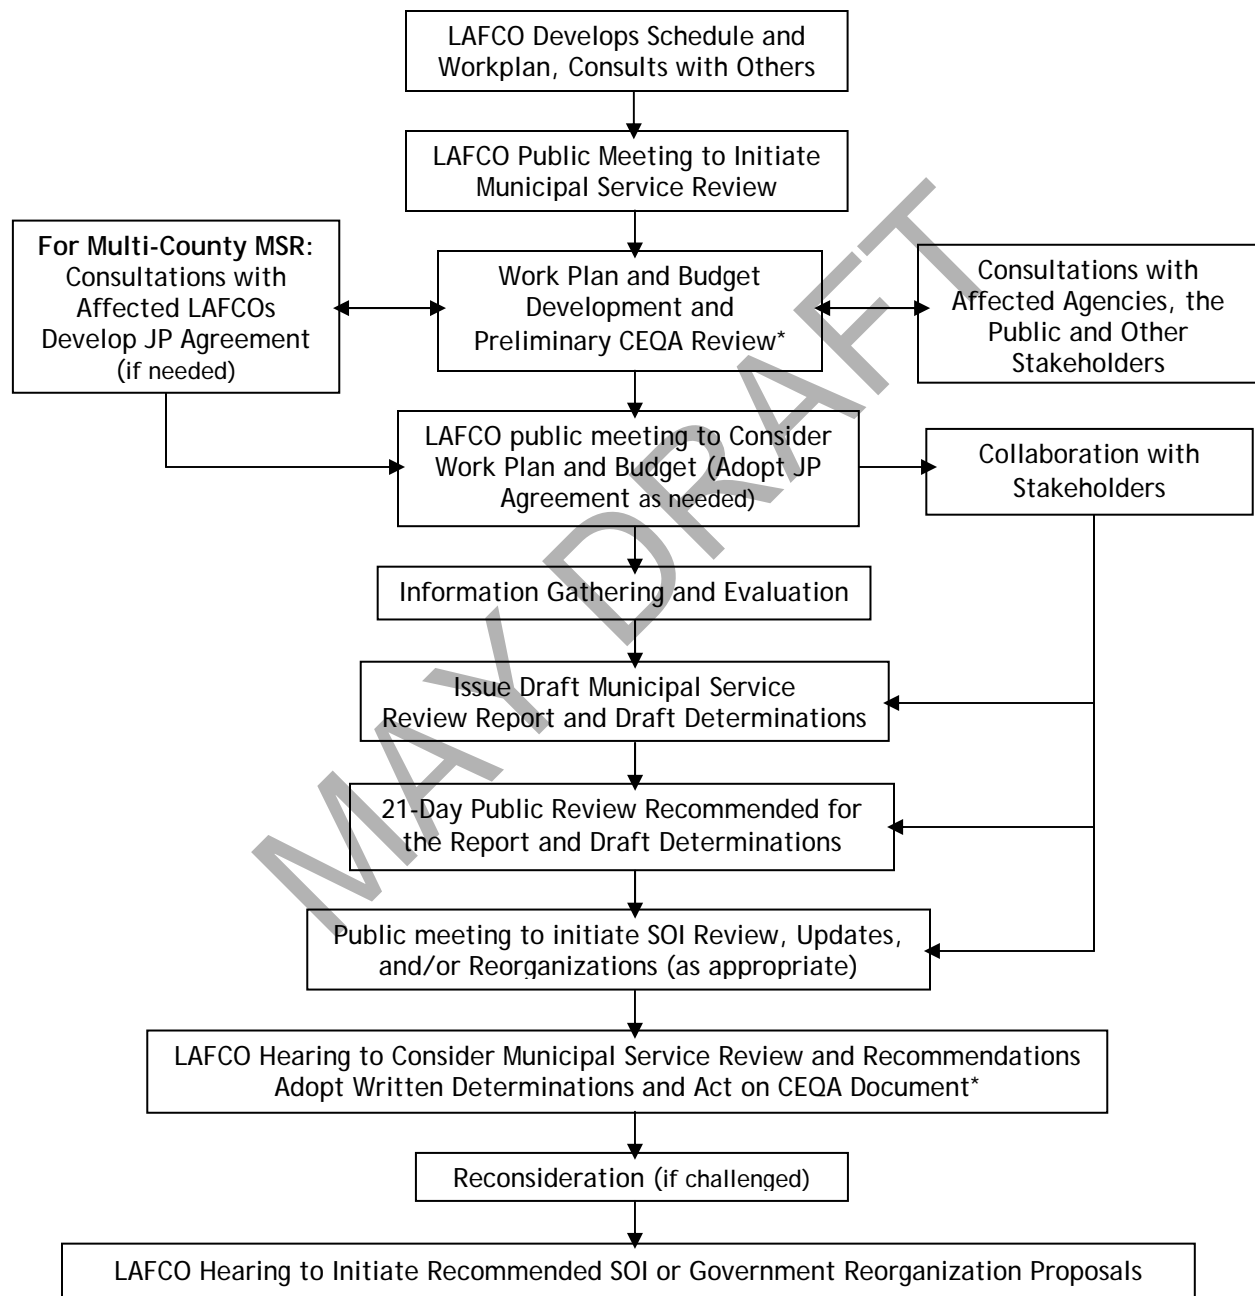 LAFCO Develops Schedule and
Workplan, Consults with Others
LAFCO Public Meeting to Initiate
Municipal Service Review
For Multi-County MSR:
Consultations with
Affected LAFCOs
Develop JP Agreement
(if needed)
Work Plan and Budget
Development and
Preliminary CEQA Review*
Consultations with
Affected Agencies, the
Public and Other
Stakeholders
LAFCO public meeting to Consider
Work Plan and Budget (Adopt JP
Agreement as needed)
Collaboration with
Stakeholders
Information Gathering and Evaluation
Issue Draft Municipal Service
Review Report and Draft Determinations
21-Day Public Review Recommended for
the Report and Draft Determinations
Public meeting to initiate SOI Review, Updates,
and/or Reorganizations (as appropriate)
LAFCO Hearing to Consider Municipal Service Review and Recommendations
Adopt Written Determinations and Act on CEQA Document*
Reconsideration (if challenged)
LAFCO Hearing to Initiate Recommended SOI or Government Reorganization Proposals
MAY DRAFT